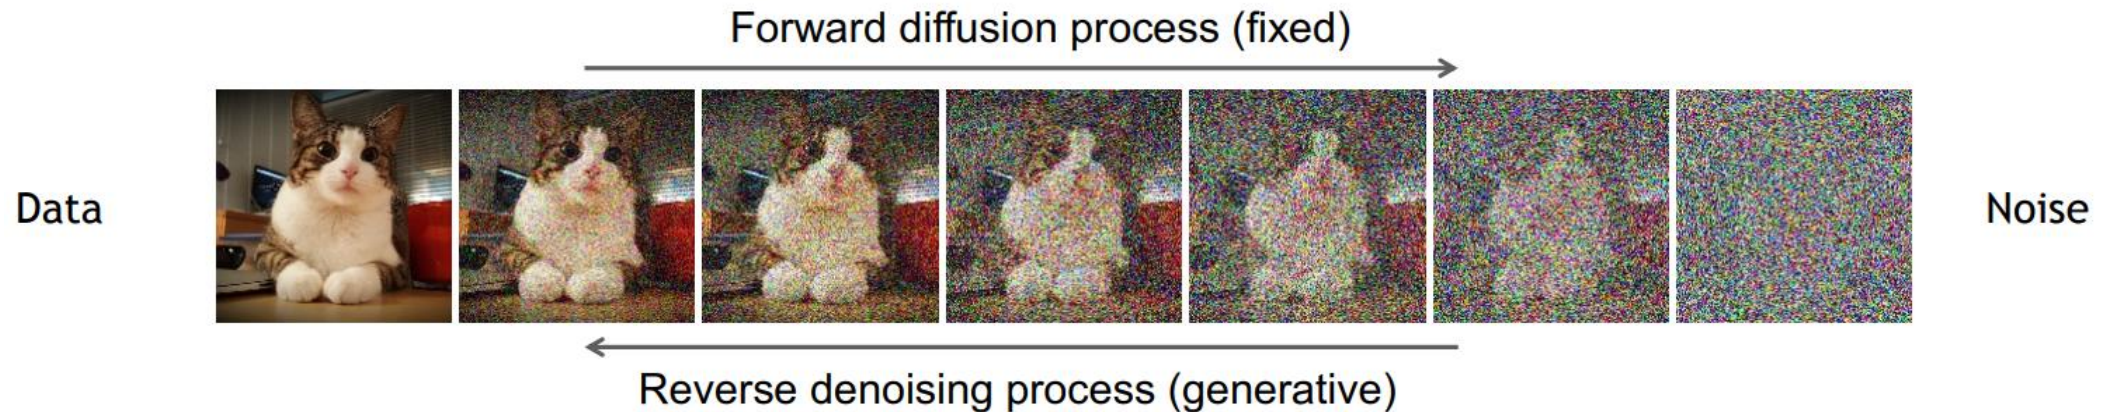 Forward diffusion process (fixed)
Data
Noise
Reverse denoising process (generative)